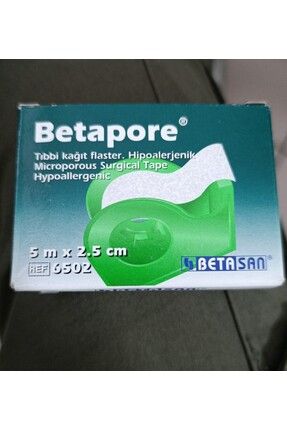 Betapore®
Tıbbi kağıt flaster. Hipoalerjenik
Microporous Surgical Tape
Hypoallergenic
5 m x 2.5 cm
REF 6502
BETASAN®